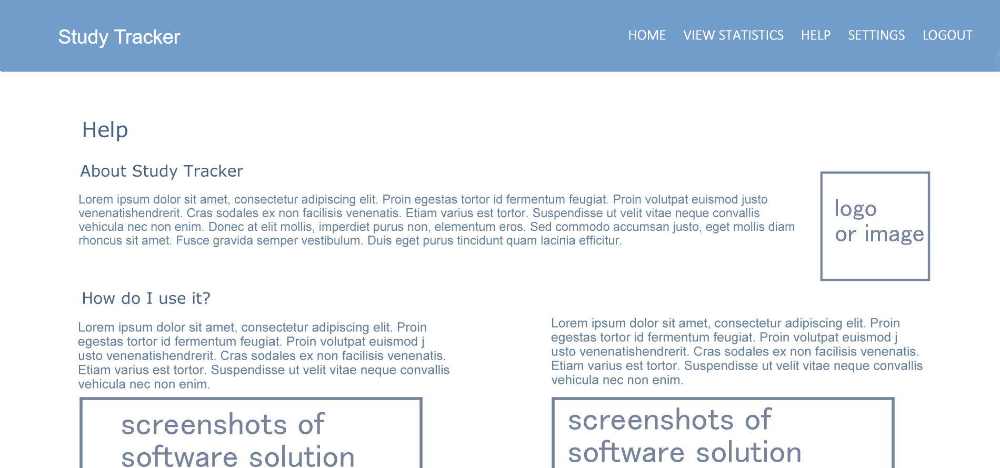 Study Tracker
HOME VIEW STATISTICS HELP SETTINGS LOGOUT
Help
About Study Tracker
Lorem ipsum dolor sit amet, consectetur adipiscing elit. Proin egestas tortor id fermentum feugiat. Proin volutpat euismod justo
venenatishendrerit. Cras sodales ex non facilisis venenatis. Etiam varius est tortor. Suspendisse ut velit vitae neque convallis
vehicula nec non enim. Donec at elit mollis, imperdiet purus non, elementum eros. Sed commodo accumsan justo, eget mollis diam
rhoncus sit amet. Fusce gravida semper vestibulum. Duis eget purus tincidunt quam lacinia efficitur.
logo
or image
How do I use it?
Lorem ipsum dolor sit amet, consectetur adipiscing elit. Proin
egestas tortor id fermentum feugiat. Proin volutpat euismod j
usto venenatishendrerit. Cras sodales ex non facilisis venenatis.
Etiam varius est tortor. Suspendisse ut velit vitae neque convallis
vehicula nec non enim.
screenshots of
software solution
Lorem ipsum dolor sit amet, consectetur adipiscing elit. Proin
egestas tortor id fermentum feugiat. Proin volutpat euismod j
usto venenatishendrerit. Cras sodales ex non facilisis venenatis.
Etiam varius est tortor. Suspendisse ut velit vitae neque convallis
vehicula nec non enim.
screenshots of
software solution